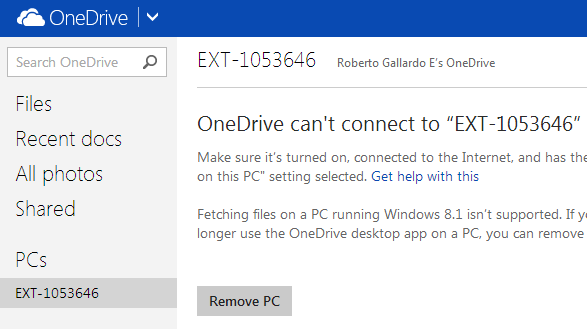 OneDrive
Search OneDrive
Files
Recent docs
All photos
Shared
PCs
EXT-1053646
EXT-1053646 Roberto Gallardo E's OneDrive
OneDrive can't connect to “EXT-1053646”
Make sure it's turned on, connected to the Internet, and has the
on this PC" setting selected. Get help with this
Fetching files on a PC running Windows 8.1 isn't supported. If
longer use the OneDrive desktop app on a PC, you can remove
Remove PC